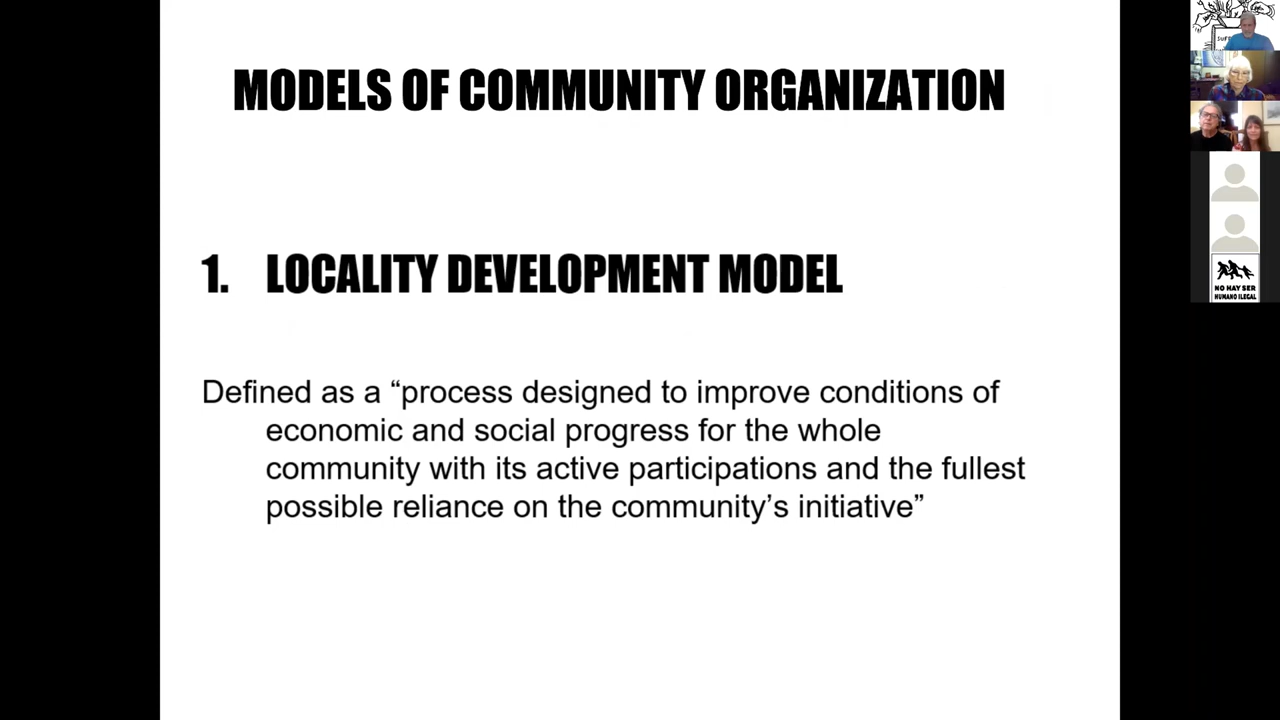 MODELS OF COMMUNITY ORGANIZATION
1. LOCALITY DEVELOPMENT MODEL
Defined as a “process designed to improve conditions of
economic and social progress for the whole
community with its active participations and the fullest
possible reliance on the community’s initiative”
NO HAY SER
HUMANO ILEGAL